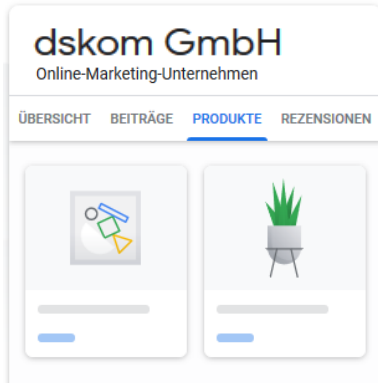 dskom GmbH
Online-Marketing-Unternehmen
ÜBERSICHT BEITRÄGE PRODUKTE REZENSIONEN